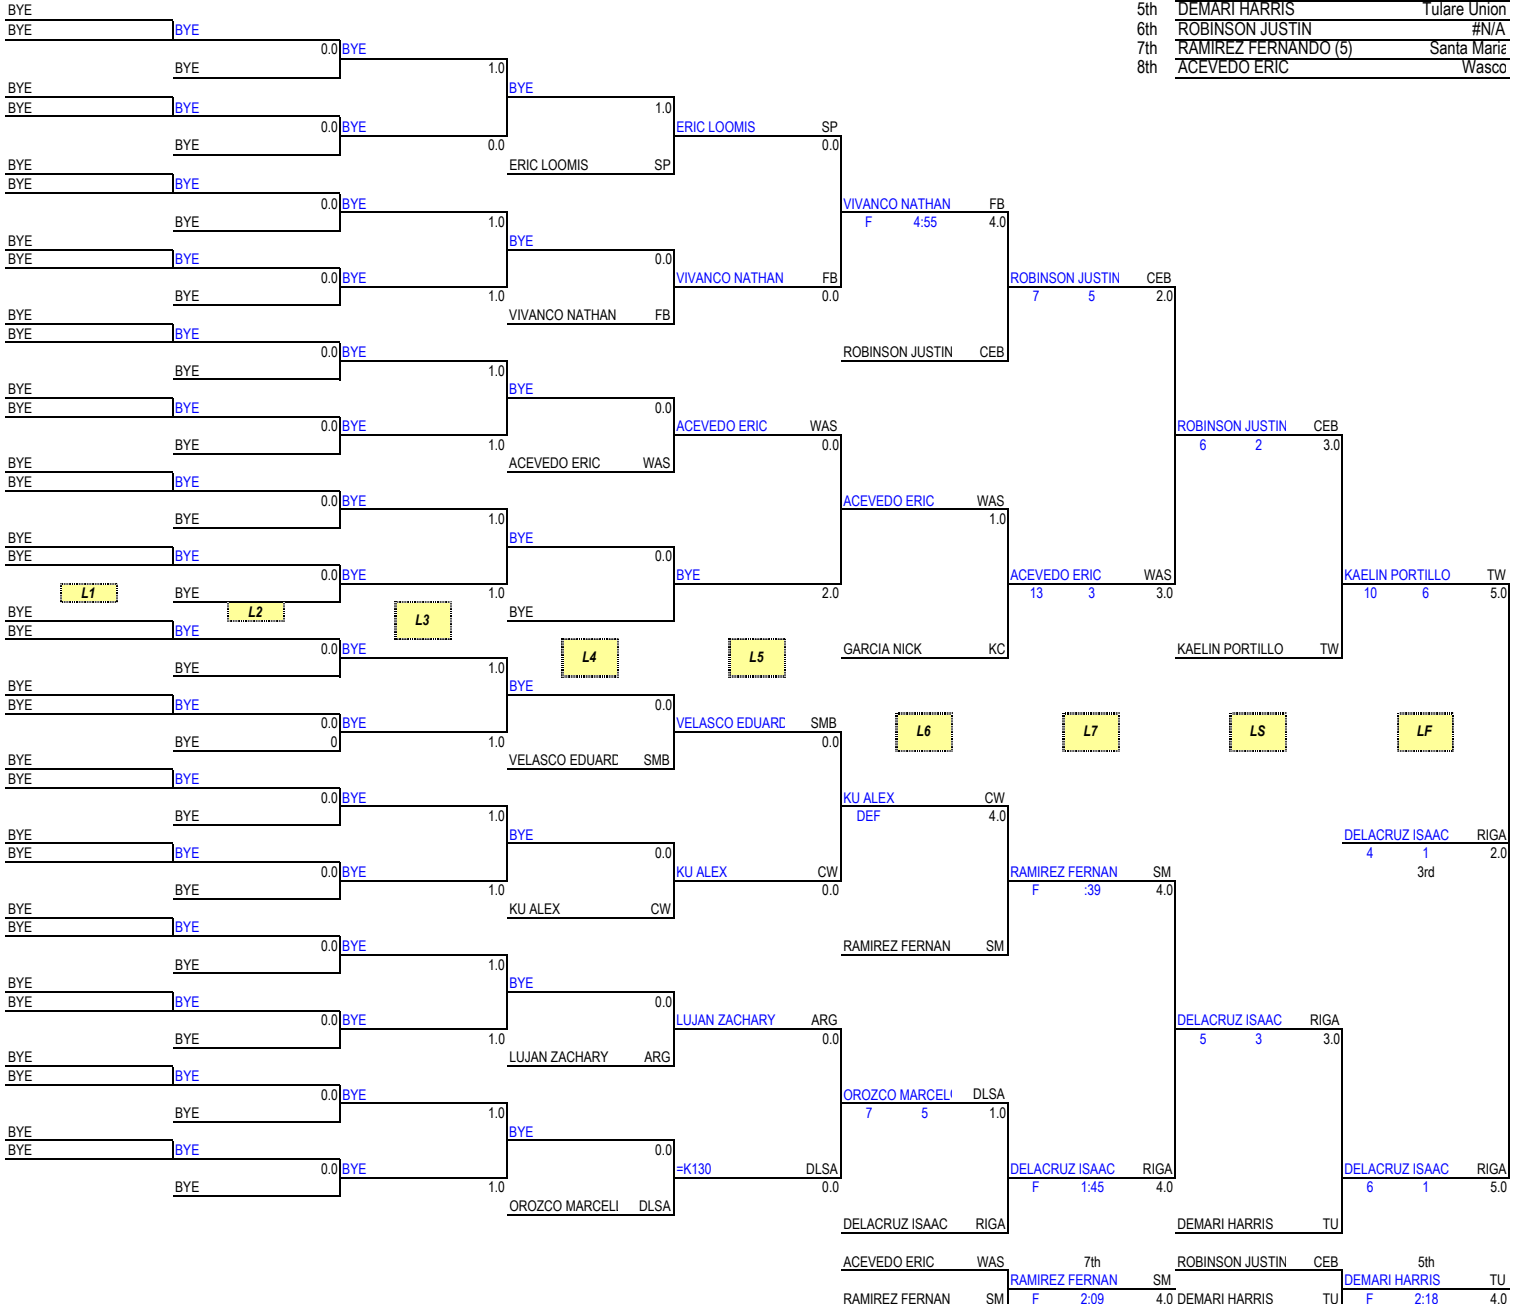 BYE 5th DEMARI HARRIS Tulare Union
BYE BYE 6th ROBINSON JUSTIN #N/A
0.0 BYE 7th RAMIREZ FERNANDO (5) Santa Maria
BYE 1.0 8th ACEVEDO ERIC Wasco
BYE BYE
BYE BYE 1.0
0.0 BYE ERIC LOOMIS SP
BYE 0.0 0.0
BYE ERIC LOOMIS SP
BYE BYE
0.0 BYE VIVANCO NATHAN FB
BYE 1.0 F 4:55 4.0
BYE BYE
BYE BYE 0.0
0.0 BYE VIVANCO NATHAN FB ROBINSON JUSTIN CEB
BYE 1.0 0.0 7 5 2.0
BYE VIVANCO NATHAN FB
BYE BYE
0.0 BYE ROBINSON JUSTIN CEB
BYE 1.0
BYE BYE
BYE BYE 0.0
0.0 BYE ACEVEDO ERIC WAS ROBINSON JUSTIN CEB
BYE 1.0 0.0 6 2 3.0
BYE ACEVEDO ERIC WAS
BYE BYE
0.0 BYE ACEVEDO ERIC WAS
BYE 1.0 1.0
BYE BYE
BYE BYE 0.0
0.0 BYE BYE ACEVEDO ERIC WAS KAELIN PORTILLO TW
L1 BYE 1.0 2.0 13 3 3.0 10 6 5.0
BYE L2 L3 BYE
BYE BYE
0.0 BYE L4 L5 GARCIA NICK KC KAELIN PORTILLO TW
BYE 1.0
BYE BYE
BYE BYE 0.0
0.0 BYE VELASCO EDUARD SMB L6 L7 LS LF
BYE 0 1.0 0.0
BYE VELASCO EDUARD SMB
BYE BYE
0.0 BYE KU ALEX CW
BYE 1.0 DEF 4.0
BYE BYE DELACRUZ ISAAC RIGA
BYE BYE 0.0 4 1 2.0
0.0 BYE KU ALEX CW RAMIREZ FERNAN SM 3rd
BYE 1.0 0.0 F :39 4.0
BYE KU ALEX CW
BYE BYE
0.0 BYE RAMIREZ FERNAN SM
BYE 1.0
BYE BYE
BYE BYE 0.0
0.0 BYE LUJAN ZACHARY ARG DELACRUZ ISAAC RIGA
BYE 1.0 0.0 5 3 3.0
BYE LUJAN ZACHARY ARG
BYE BYE
0.0 BYE OROZCO MARCEL DLSA
BYE 1.0 7 5 1.0
BYE BYE
BYE BYE 0.0
0.0 BYE =K130 DLSA DELACRUZ ISAAC RIGA DELACRUZ ISAAC RIGA
BYE 1.0 0.0 F 1:45 4.0 6 1 5.0
OROZCO MARCELI DLSA
DELACRUZ ISAAC RIGA DEMARI HARRIS TU
ACEVEDO ERIC WAS 7th ROBINSON JUSTIN CEB 5th
RAMIREZ FERNAN SM DEMARI HARRIS TU
RAMIREZ FERNAN SM F 2:09 4.0 DEMARI HARRIS TU F 2:18 4.0